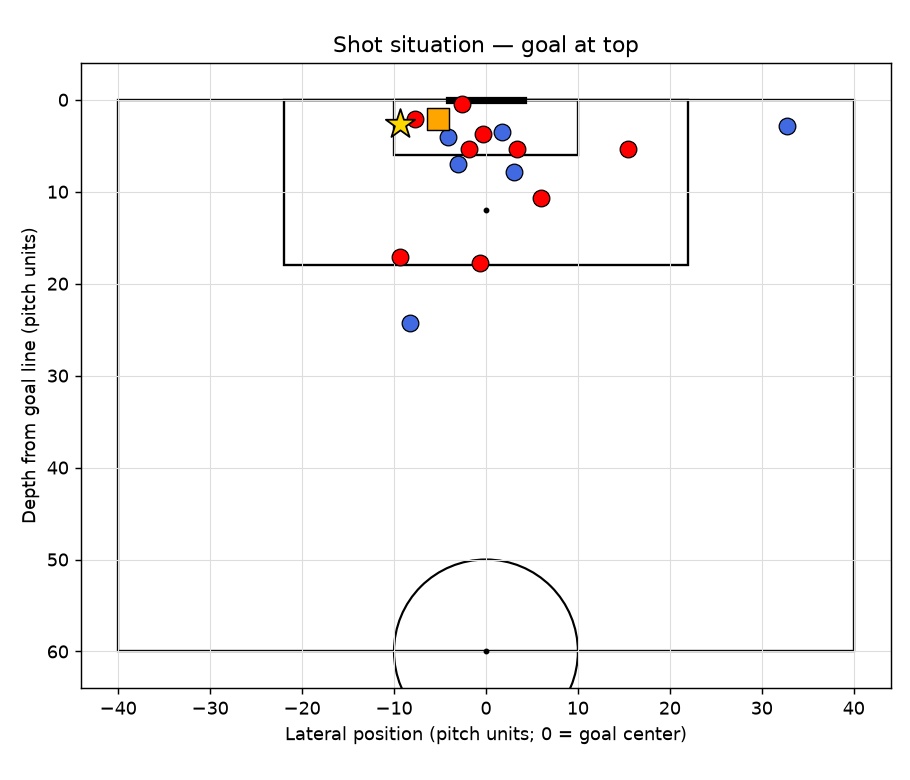 Shot situation — goal at top
Depth from goal line (pitch units)
0
10
20
30
40
50
60
−40 −30 −20 −10 0 10 20 30 40
Lateral position (pitch units; 0 = goal center)